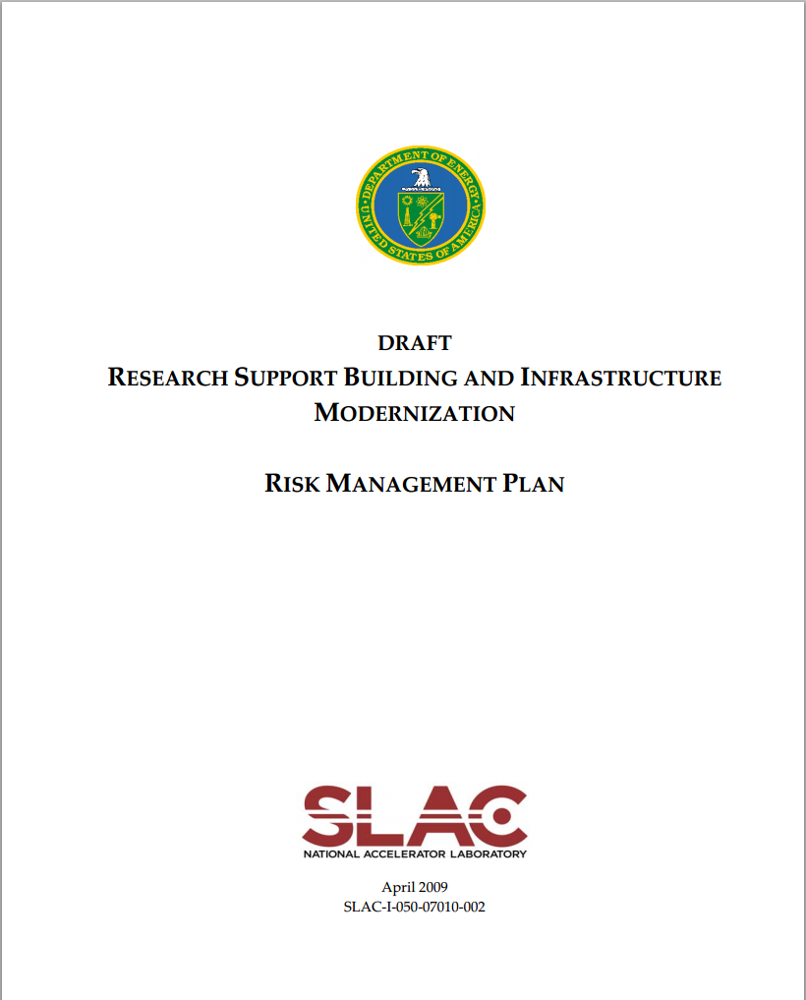 DEPARTMENT OF ENERGY
UNITED STATES OF AMERICA
DRAFT
RESEARCH SUPPORT BUILDING AND INFRASTRUCTURE
MODERNIZATION
RISK MANAGEMENT PLAN
SLAC
NATIONAL ACCELERATOR LABORATORY
April 2009
SLAC-I-050-07010-002